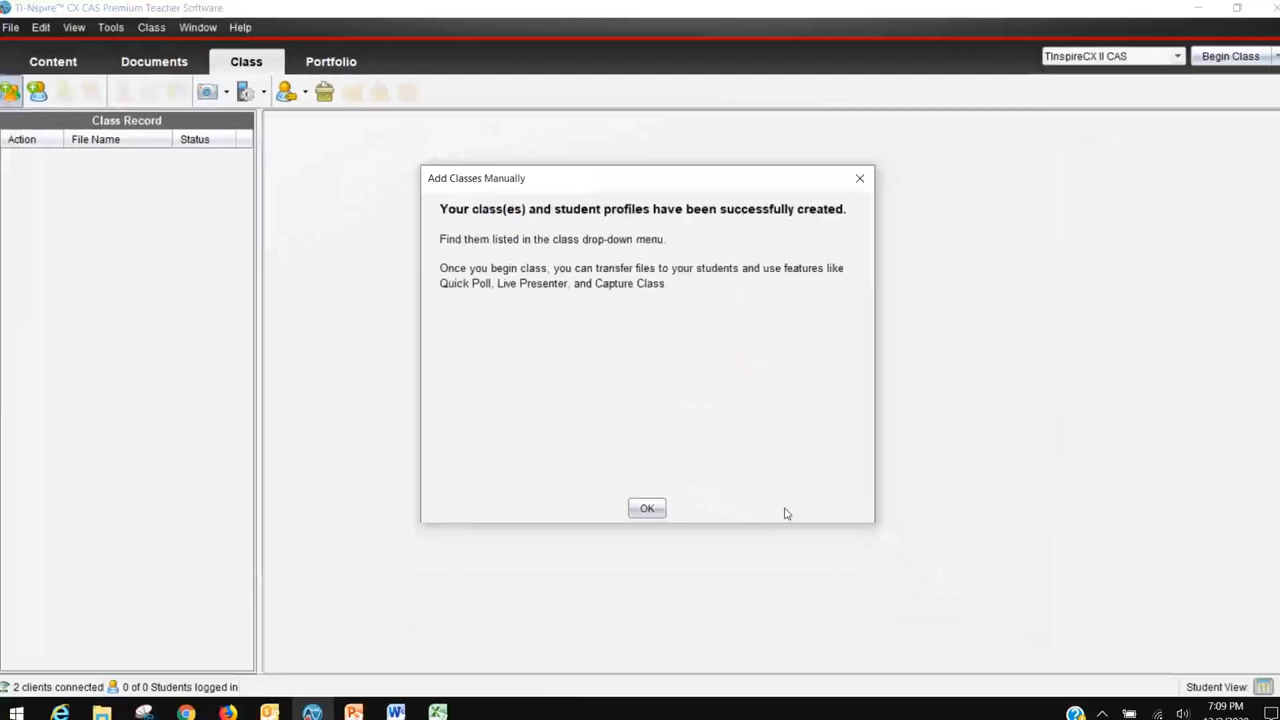 TI-Nspire™ CX CAS Premium Teacher Software
File Edit View Tools Class Window Help
Content Documents Class Portfolio TInspireCX II CAS Begin Class
Class Record
Action File Name Status
Add Classes Manually
Your class(es) and student profiles have been successfully created.
Find them listed in the class drop-down menu.
Once you begin class, you can transfer files to your students and use features like
Quick Poll, Live Presenter, and Capture Class.
OK
2 clients connected 0 of 0 Students logged in Student View:
7:09 PM